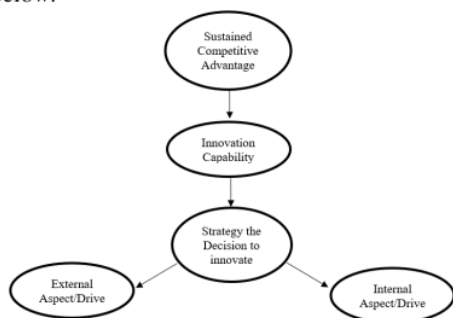 below.
Sustained
Competitive
Advantage
Innovation
Capability
Strategy the
Decision to
innovate
External
Aspect/Drive
Internal
Aspect/Drive